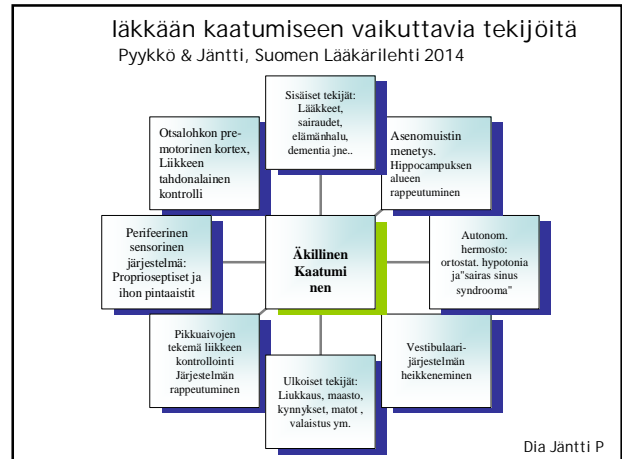 Iäkkään kaatumiseen vaikuttavia tekijöitä
Pyykkö & Jäntti, Suomen Lääkärilehti 2014
Sisäiset tekijät:
Lääkkeet,
sairaudet,
elämänhalu,
dementia jne..
Otsalohkon pre-
motorinen kortex,
Liikkeen
tahdonalainen
kontrolli
Asenomuistin
menetys.
Hippocampuksen
alueen
rappeutuminen
Perifeerinen
sensorinen
järjestelmä:
Proprioseptiset ja
ihon pintaaistit
Äkillinen
Kaatumi
nen
Autonom.
hermosto:
ortostat. hypotonia
ja"sairas sinus
syndrooma"
Pikkuaivojen
tekemä liikkeen
kontrollointi
Järjestelmän
rappeutuminen
Ulkoiset tekijät:
Liukkaus, maasto,
kynnykset, matot ,
valaistus ym.
Vestibulaari-
järjestelmän
heikkeneminen
Dia Jäntti P